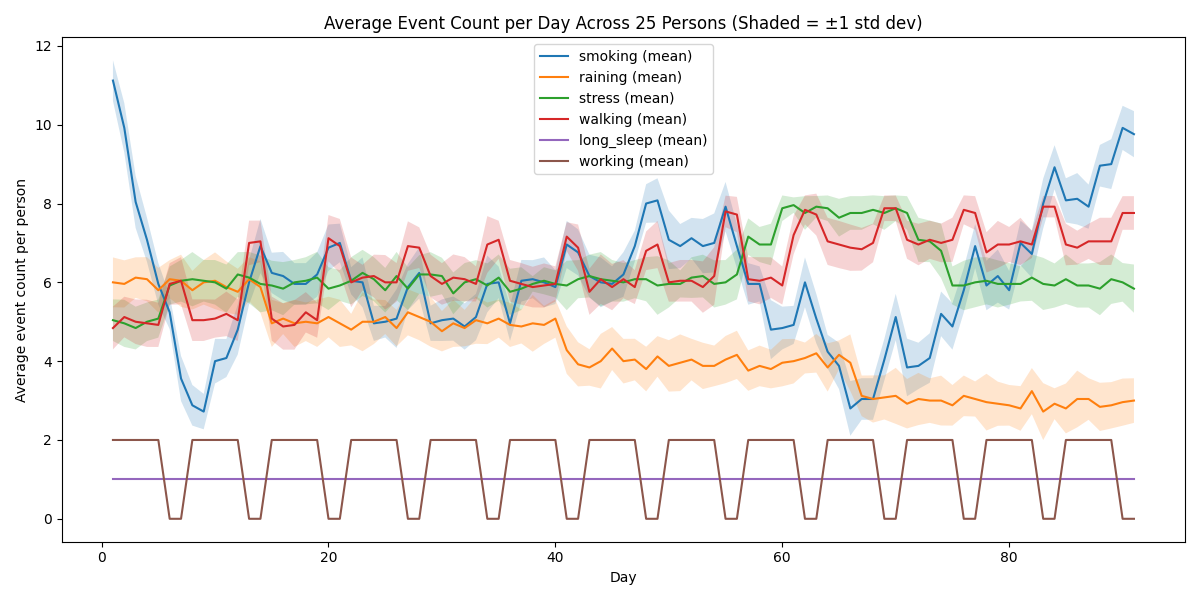 Average Event Count per Day Across 25 Persons (Shaded = ±1 std dev)
smoking (mean)
raining (mean)
stress (mean)
walking (mean)
long_sleep (mean)
working (mean)
Average event count per person
12
10
8
6
4
2
0
0 20 40 60 80
Day